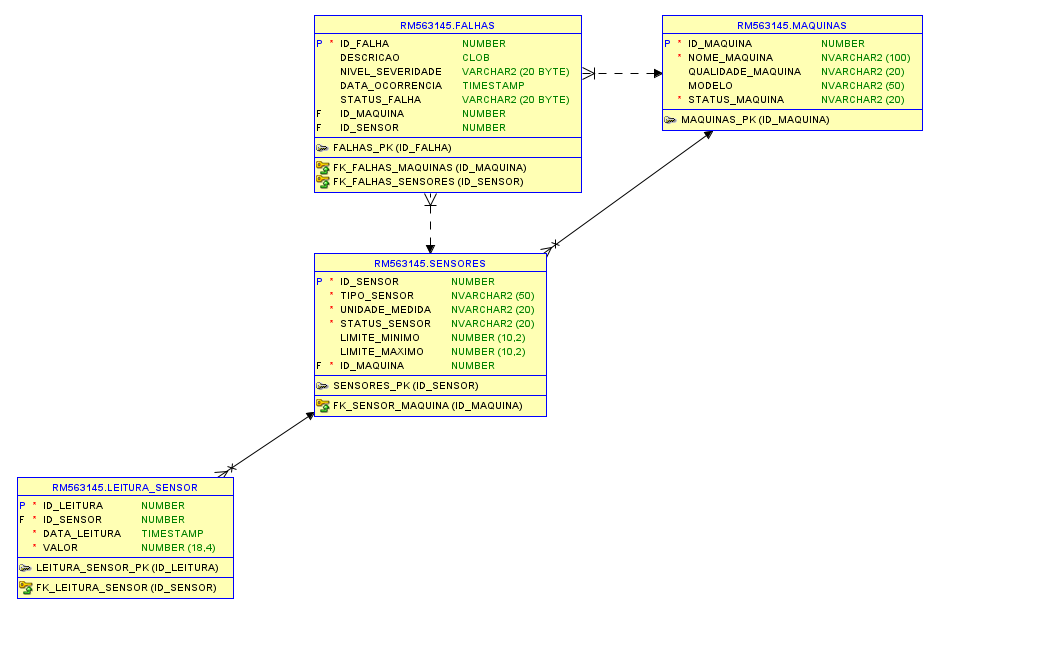 RM563145.FALHAS
P * ID_FALHA NUMBER
DESCRICAO CLOB
NIVEL_SEVERIDADE VARCHAR2 (20 BYTE)
DATA_OCORRENCIA TIMESTAMP
STATUS_FALHA VARCHAR2 (20 BYTE)
F ID_MAQUINA NUMBER
F ID_SENSOR NUMBER
FALHAS_PK (ID_FALHA)
FK_FALHAS_MAQUINAS (ID_MAQUINA)
FK_FALHAS_SENSORES (ID_SENSOR)
RM563145.MAQUINAS
P * ID_MAQUINA NUMBER
* NOME_MAQUINA NVARCHAR2 (100)
QUALIDADE_MAQUINA NVARCHAR2 (20)
MODELO NVARCHAR2 (50)
* STATUS_MAQUINA NVARCHAR2 (20)
MAQUINAS_PK (ID_MAQUINA)
RM563145.SENSORES
P * ID_SENSOR NUMBER
* TIPO_SENSOR NVARCHAR2 (50)
* UNIDADE_MEDIDA NVARCHAR2 (20)
* STATUS_SENSOR NVARCHAR2 (20)
LIMITE_MINIMO NUMBER (10,2)
LIMITE_MAXIMO NUMBER (10,2)
F * ID_MAQUINA NUMBER
SENSORES_PK (ID_SENSOR)
FK_SENSOR_MAQUINA (ID_MAQUINA)
RM563145.LEITURA_SENSOR
P * ID_LEITURA NUMBER
F * ID_SENSOR NUMBER
* DATA_LEITURA TIMESTAMP
* VALOR NUMBER (18,4)
LEITURA_SENSOR_PK (ID_LEITURA)
FK_LEITURA_SENSOR (ID_SENSOR)